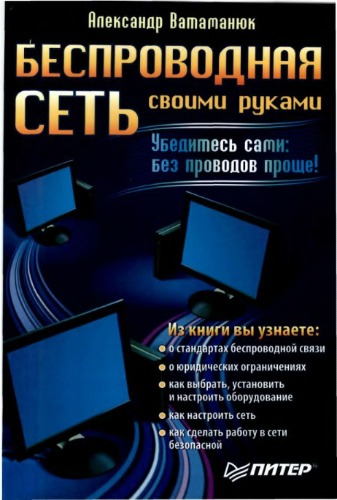 Александр Ватаманюк
БЕСПРОВОДНАЯ
СЕТЬ своими руками
Убедитесь сами:
без проводов проще!
Из книги вы узнаете:
о стандартах беспроводной связи
о юридических ограничениях
как выбрать, установить
и настроить оборудование
как настроить сеть
как сделать работу в сети
безопасной
ПИТЕР